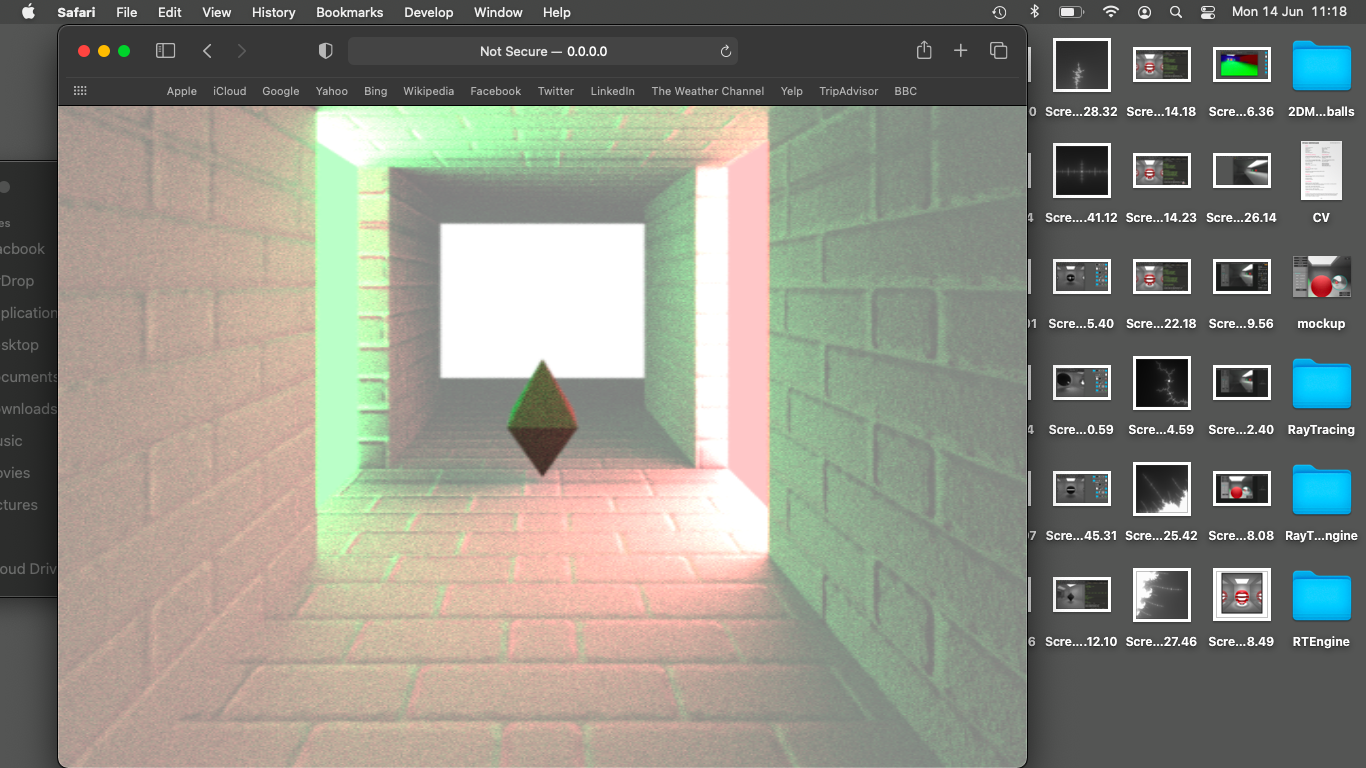 Safari File Edit View History Bookmarks Develop Window Help Mon 14 Jun 11:18
Not Secure — 0.0.0.0
Apple iCloud Google Yahoo Bing Wikipedia Facebook Twitter LinkedIn The Weather Channel Yelp TripAdvisor BBC
0 Scre...28.32 Scre...14.18 Scre...6.36 2DM...balls
4 Scre....41.12 Scre...14.23 Scre...26.14 CV
01 Scre...5.40 Scre...22.18 Scre...9.56 mockup
4 Scre...0.59 Scre...4.59 Scre...2.40 RayTracing
7 Scre...45.31 Scre...25.42 Scre...8.08 RayT...ngine
6 Scre....12.10 Scre...27.46 Scre...8.49 RTEngine
es
acbook
rDrop
plication
sktop
ocuments
ownloads
usic
ovies
ctures
oud Driv